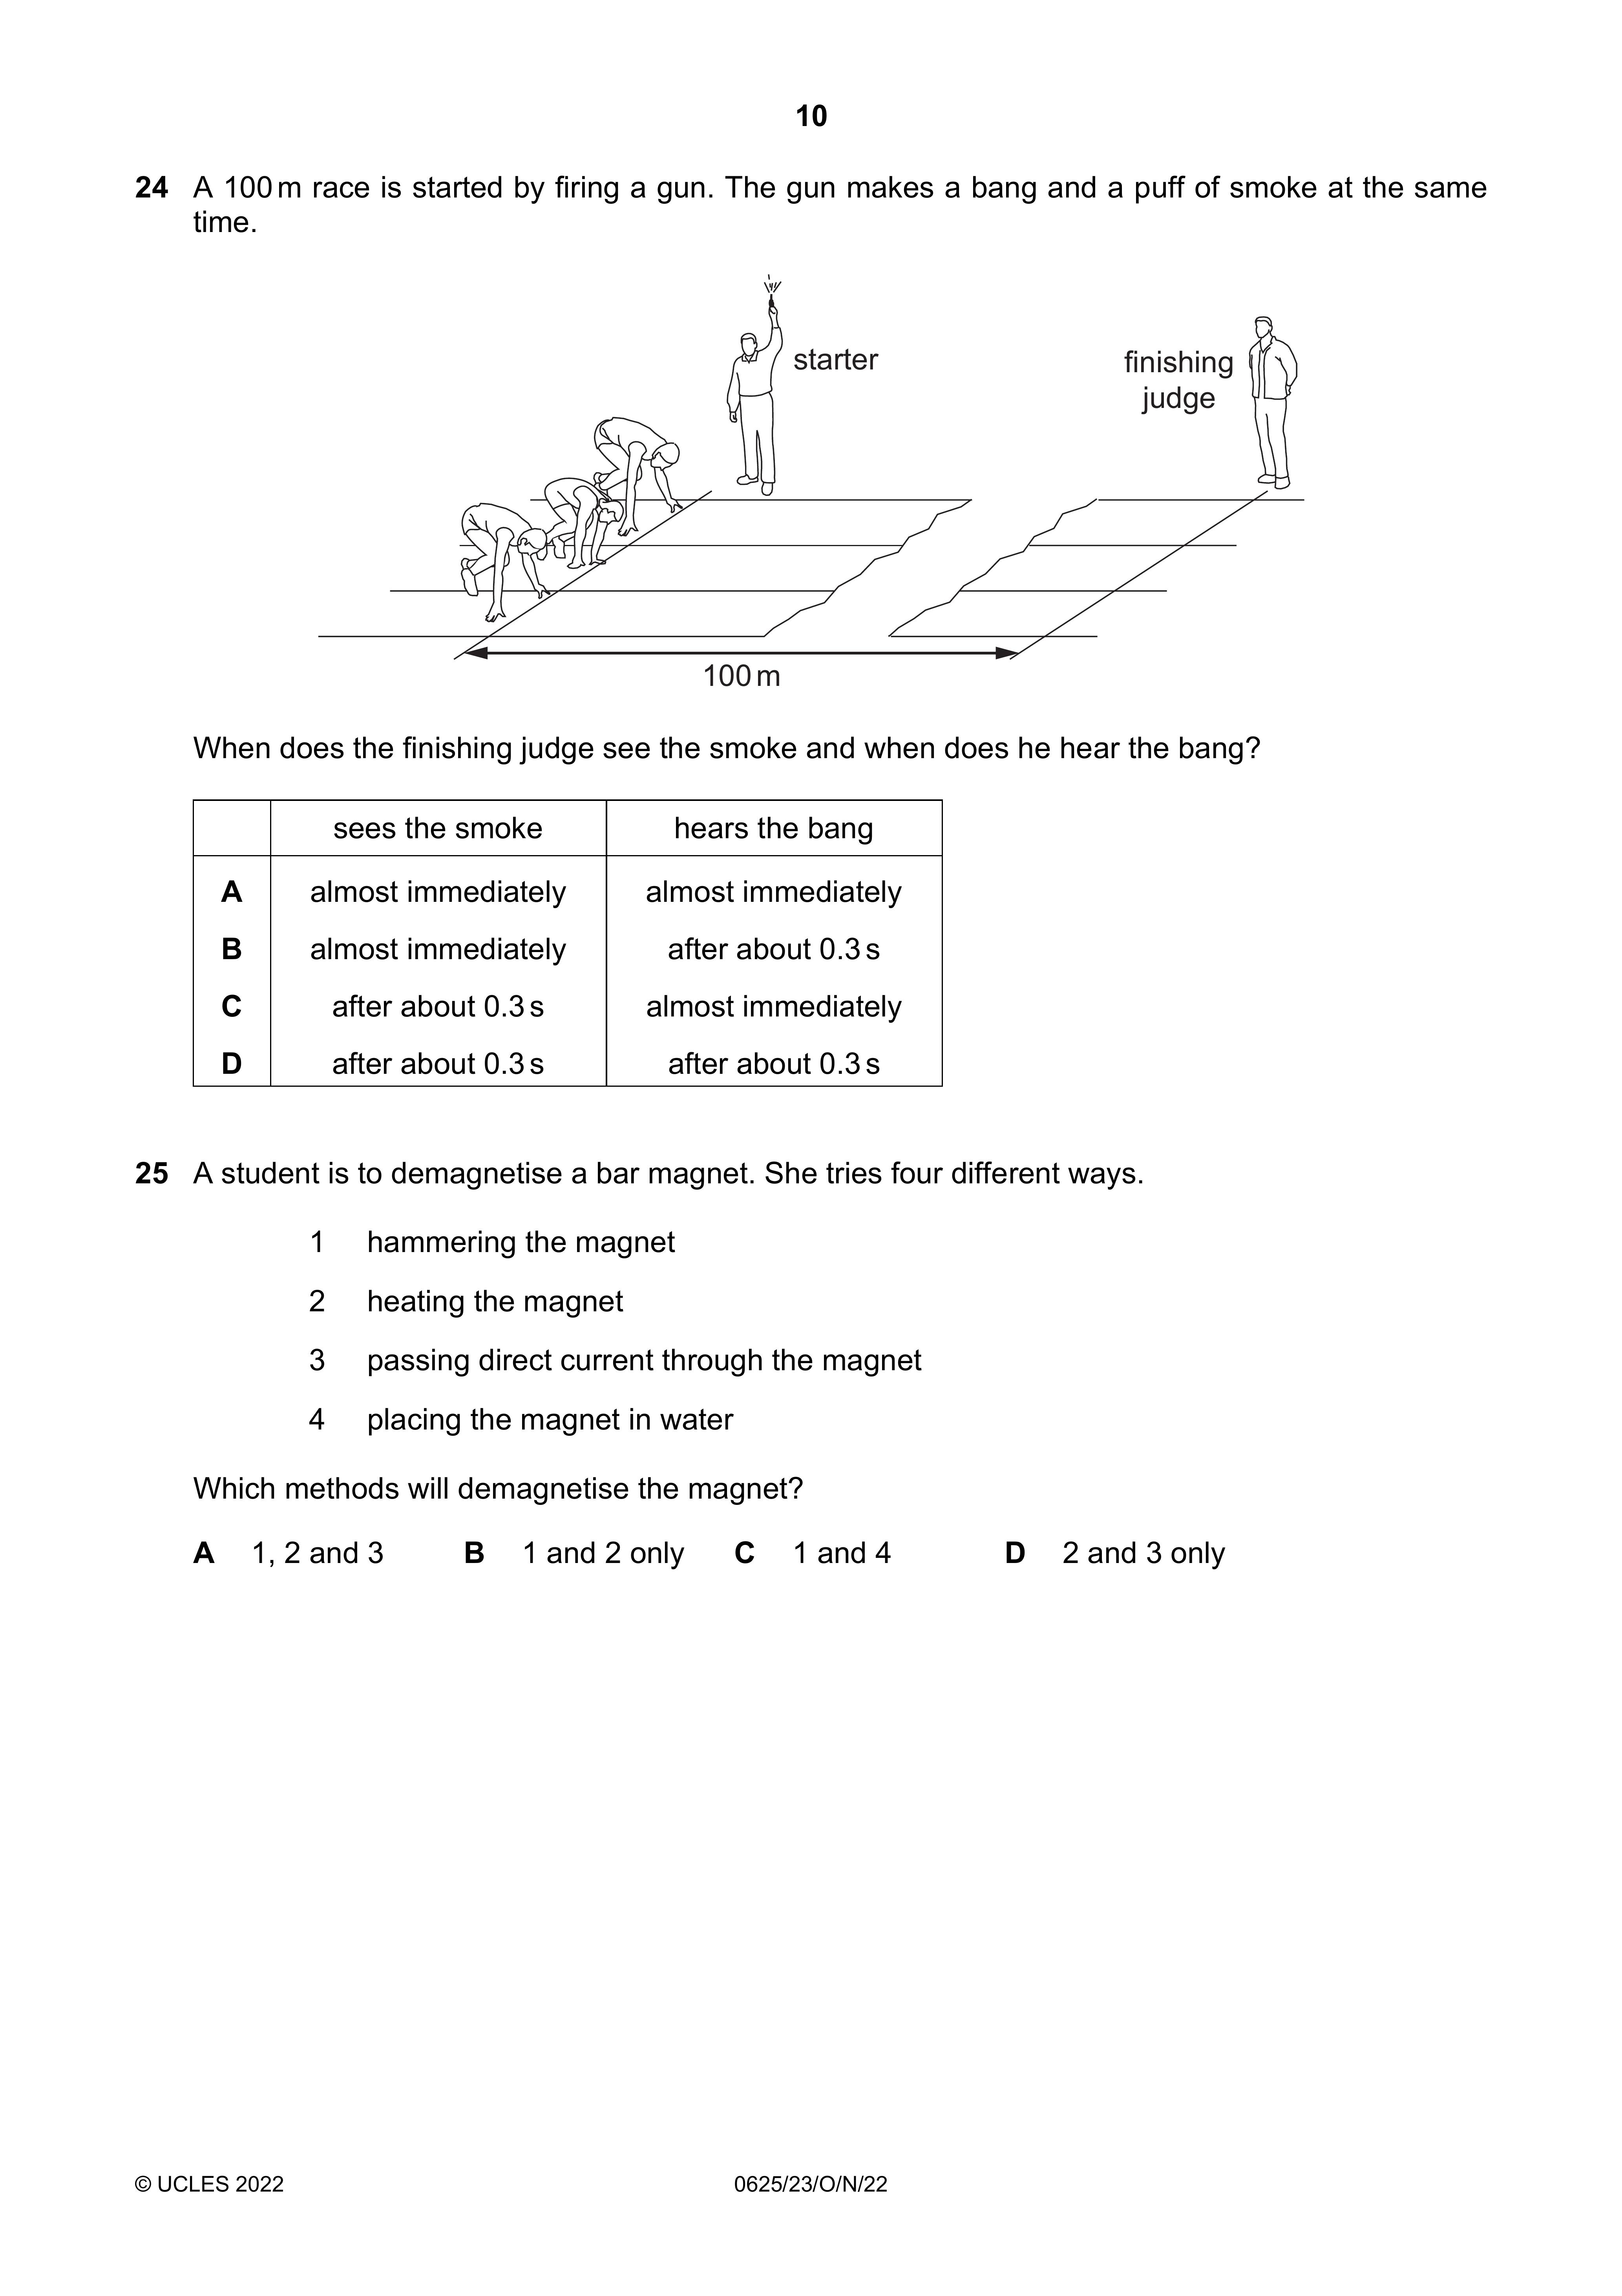 10
24 A 100 m race is started by firing a gun. The gun makes a bang and a puff of smoke at the same
time.
starter
finishing
judge
100 m
When does the finishing judge see the smoke and when does he hear the bang?
sees the smoke hears the bang
A almost immediately almost immediately
B almost immediately after about 0.3 s
C after about 0.3 s almost immediately
D after about 0.3 s after about 0.3 s
25 A student is to demagnetise a bar magnet. She tries four different ways.
1 hammering the magnet
2 heating the magnet
3 passing direct current through the magnet
4 placing the magnet in water
Which methods will demagnetise the magnet?
A 1, 2 and 3 B 1 and 2 only C 1 and 4 D 2 and 3 only
© UCLES 2022 0625/23/O/N/22